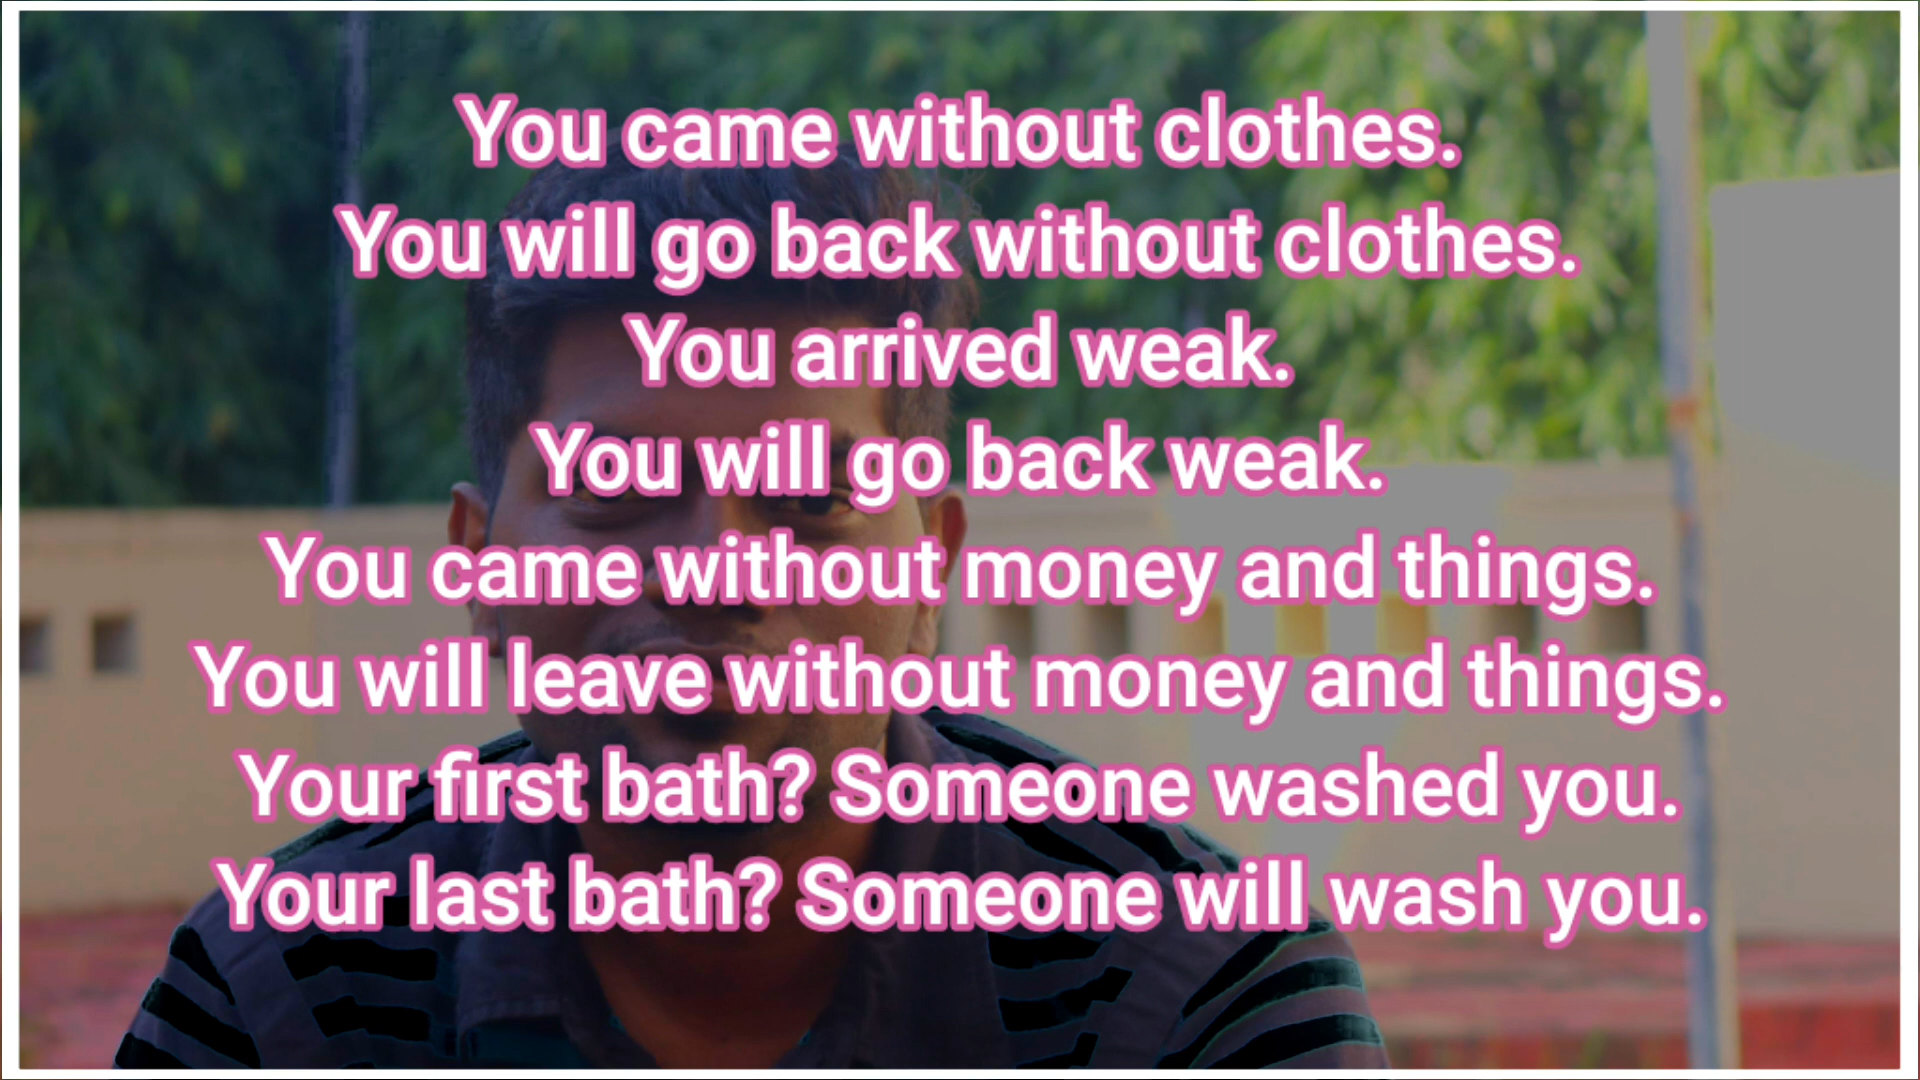 You came without clothes.
You will go back without clothes.
You arrived weak.
You will go back weak.
You came without money and things.
You will leave without money and things.
Your first bath? Someone washed you.
Your last bath? Someone will wash you.